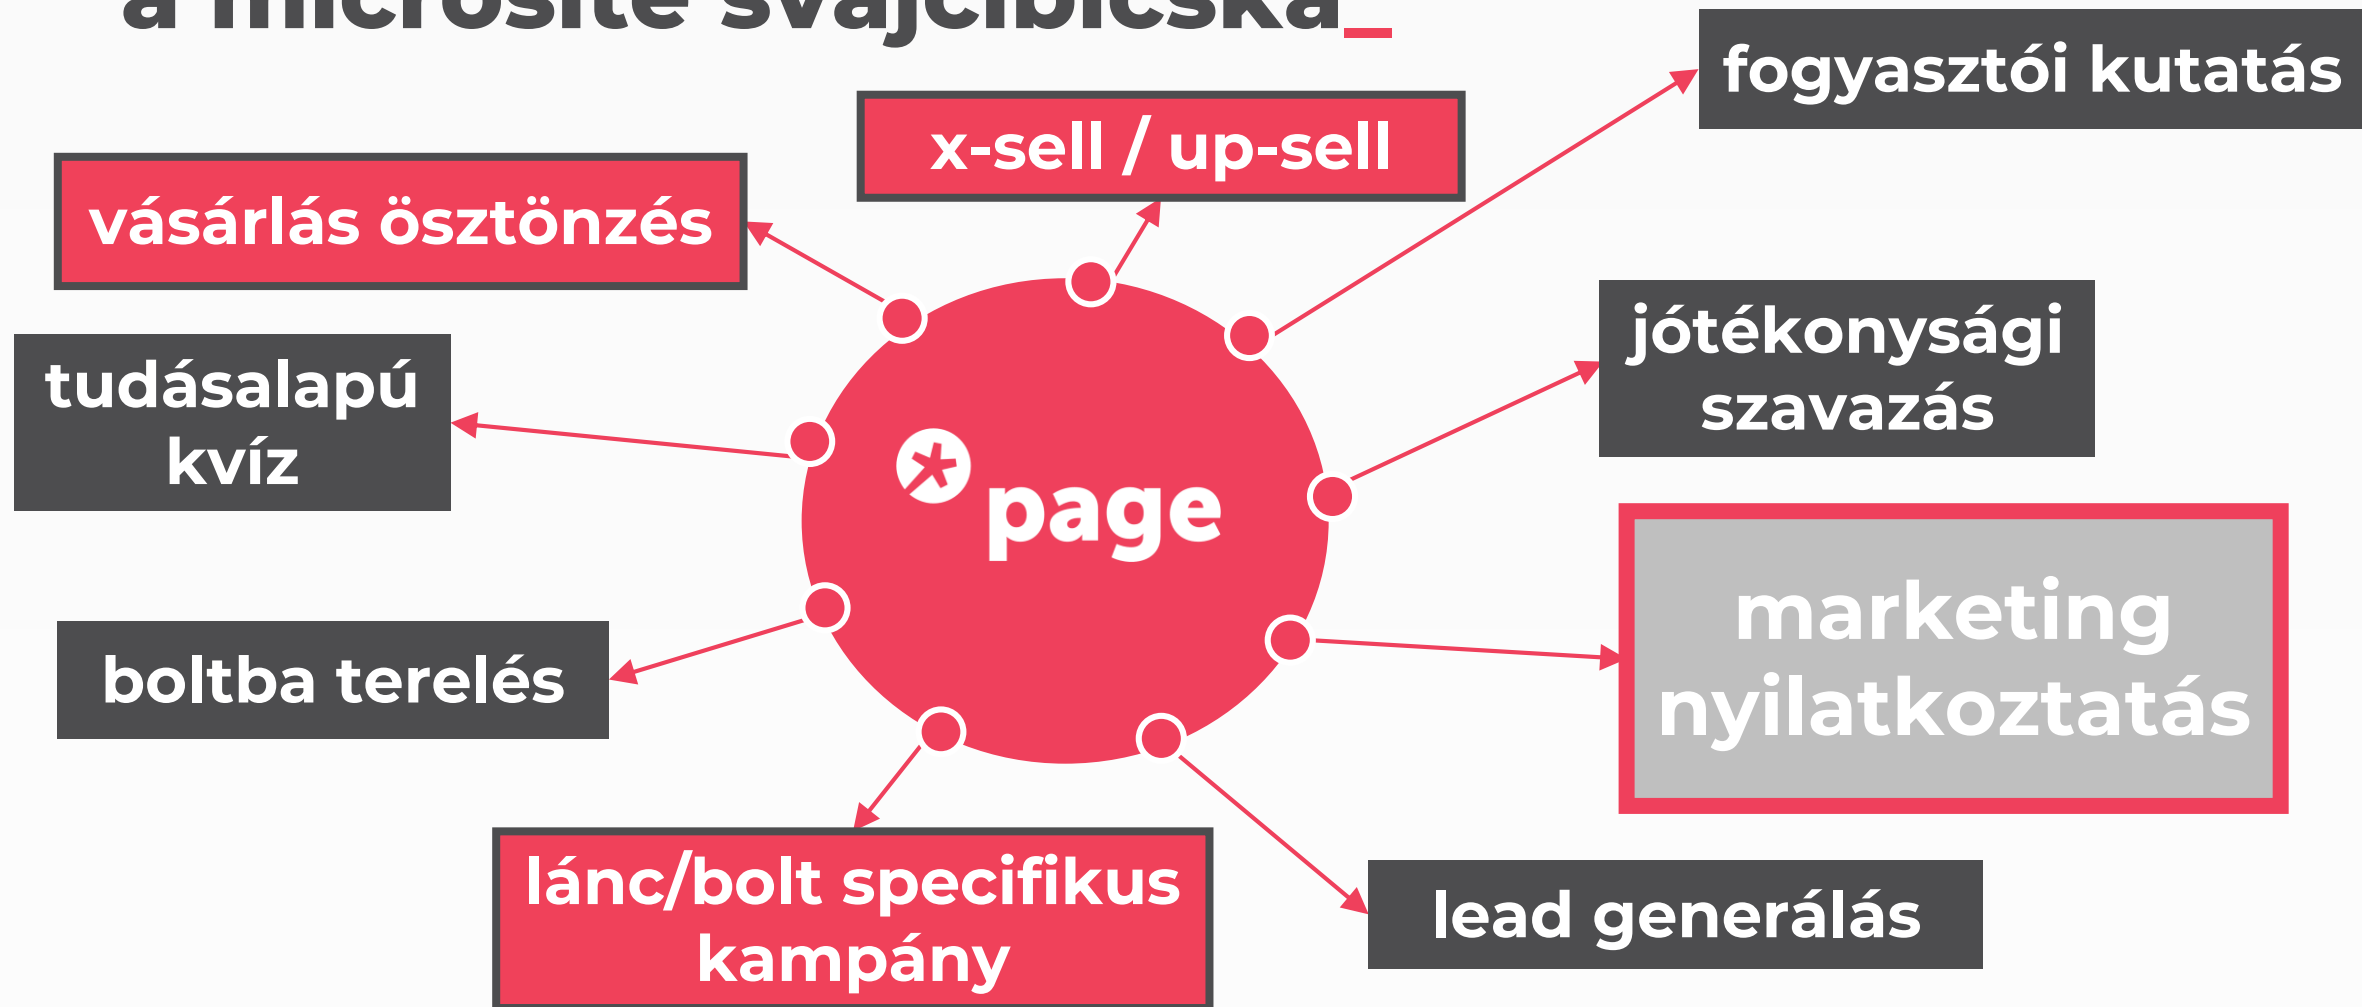 a microsite svájcibicska_
fogyasztói kutatás
x-sell / up-sell
vásárlás ösztönzés
jótékonysági
szavazás
tudásalapú
kvíz
page
marketing
nyilatkoztatás
boltba terelés
lánc/bolt specifikus
kampány
lead generálás